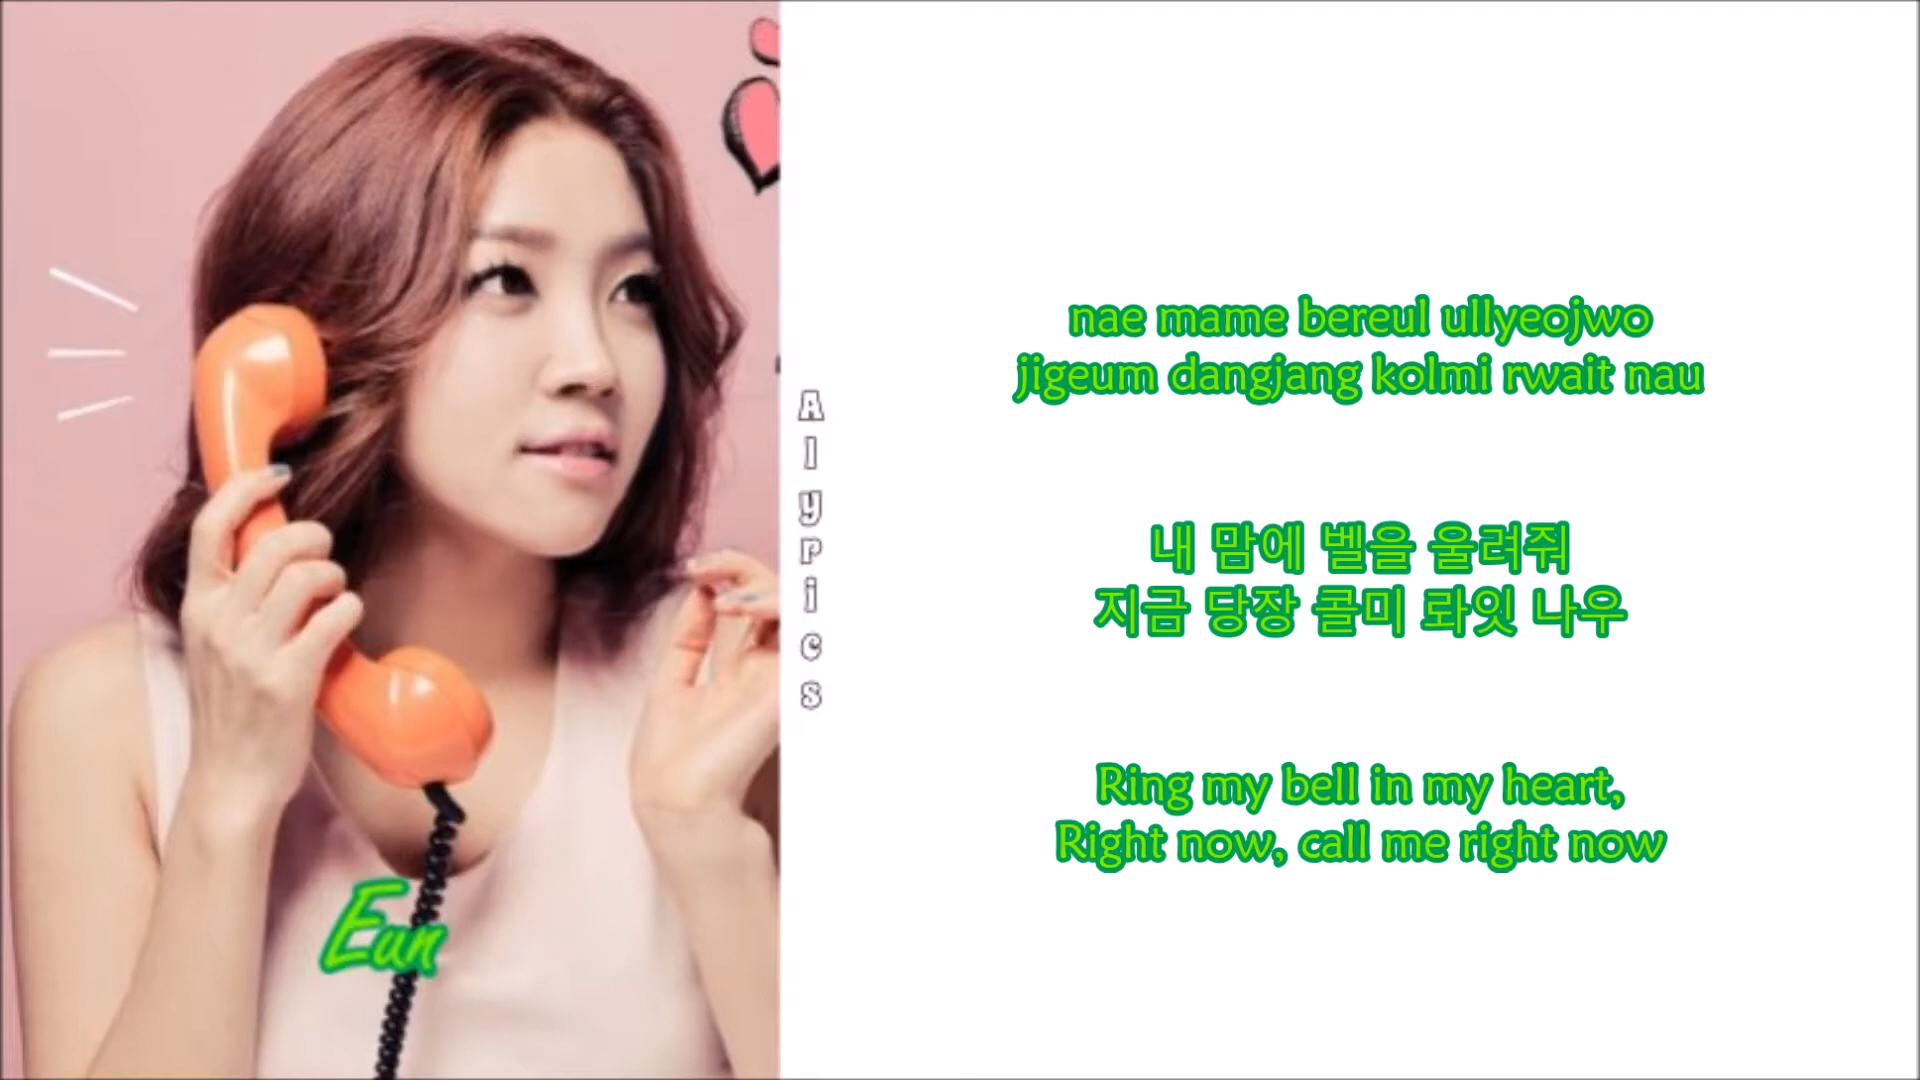 Eun
Alyrics
nae mame bereul ullyeojwo
jigeum dangjang kolmi rwait nau
내 맘에 벨을 울려줘
지금 당장 콜미 롸잇 나우
Ring my bell in my heart,
Right now, call me right now